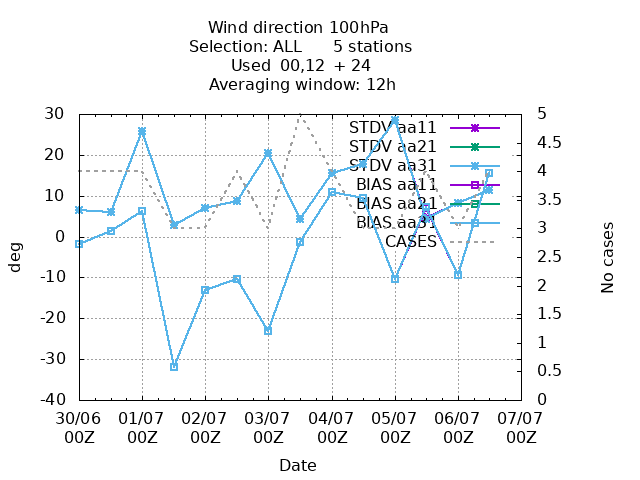 Wind direction 100hPa
Selection: ALL 5 stations
Used 00,12 + 24
Averaging window: 12h
30
20
10
0
-10
-20
-30
-40
deg
5
4.5
4
3.5
3
2.5
2
1.5
1
0.5
0
No cases
STDV aa11
STDV aa21
STDV aa31
BIAS aa11
BIAS aa21
BIAS aa31
CASES
30/06 01/07 02/07 03/07 04/07 05/07 06/07 07/07
00Z 00Z 00Z 00Z 00Z 00Z 00Z 00Z
Date